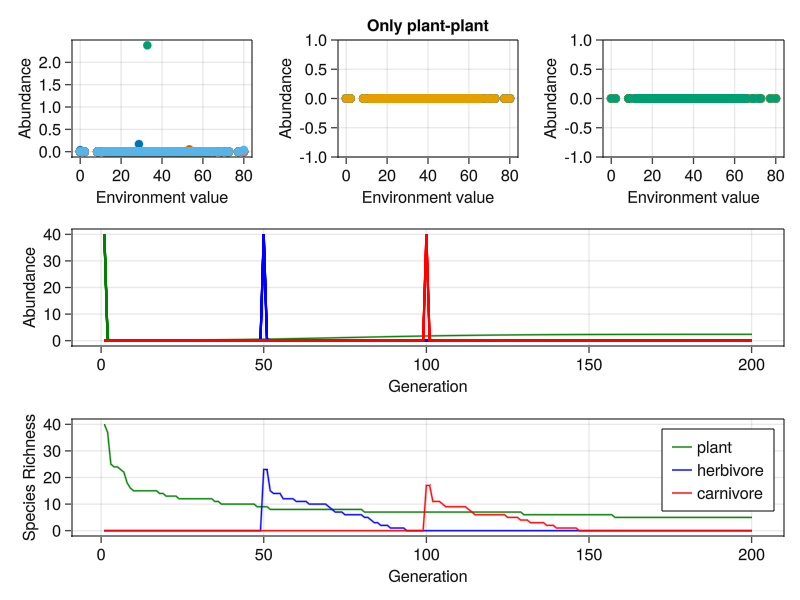 Only plant-plant
Abundance
2.0
1.5
1.0
0.5
0.0
0 20 40 60 80
Environment value
Abundance
1.0
0.5
0.0
-0.5
-1.0
0 20 40 60 80
Environment value
Abundance
1.0
0.5
0.0
-0.5
-1.0
0 20 40 60 80
Environment value
Abundance
40
30
20
10
0
0 50 100 150 200
Generation
Species Richness
40
30
20
10
0
plant
herbivore
carnivore
0 50 100 150 200
Generation